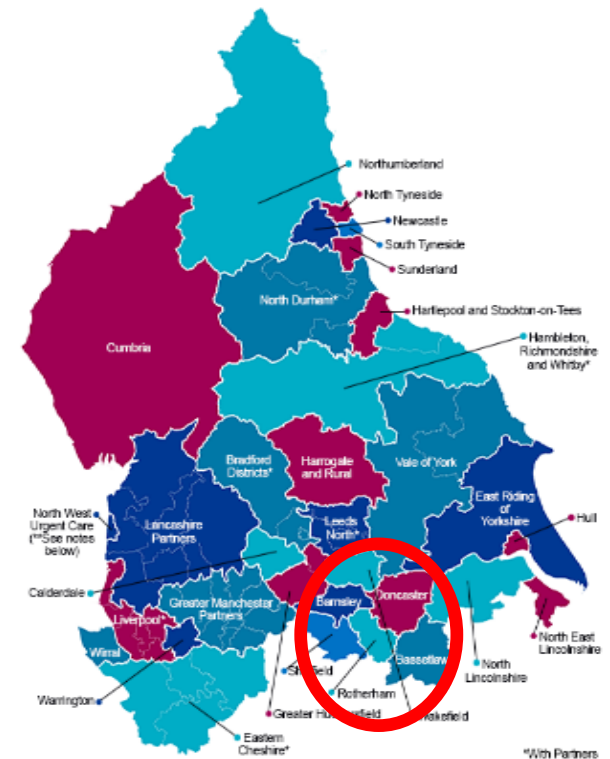 Northumberland
North Tyneside
Newcastle
South Tyneside
Sunderland
North Durham*
Hartlepool and Stockton-on-Tees
Hambleton,
Richmondshire
and Whitby*
Cumbria
Bradford
Districts*
Harrogate
and Rural
Vale of York
East Riding
of
Yorkshire
Hull
North West
Urgent Care
(**See notes
below)
Lancashire
Partners
Leeds
North*
Calderdale
Greater Manchester
Partners
Barnsley
Doncaster
Liverpool*
Wirral
North East
Lincolnshire
Bassetlaw
North
Lincolnshire
Sheffield
Rotherham
Warrington
Greater
Wakefield
Eastern
Cheshire*
*With Partners